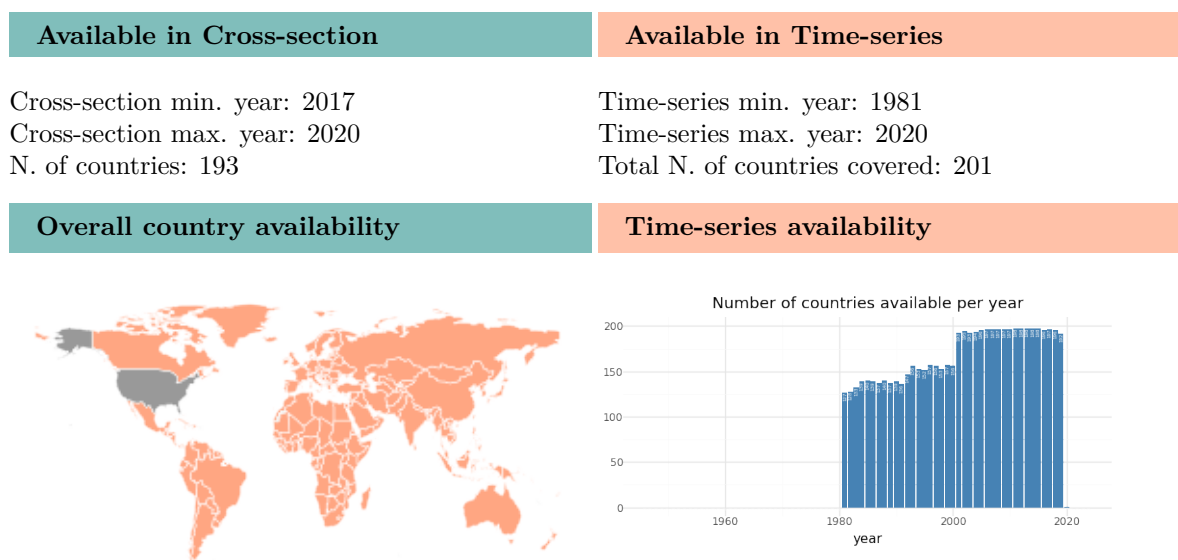 Available in Cross-section
Available in Time-series
Cross-section min. year: 2017
Cross-section max. year: 2020
N. of countries: 193
Time-series min. year: 1981
Time-series max. year: 2020
Total N. of countries covered: 201
Overall country availability
Time-series availability
Number of countries available per year
200
150
100
50
0
1960
1980
2000
2020
year